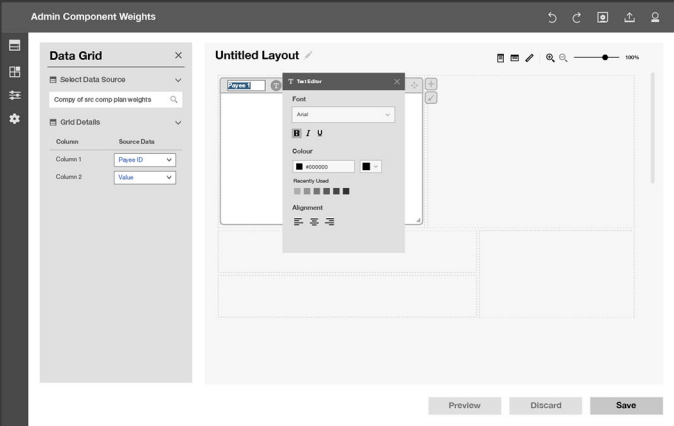 Admin Component Weights
Data Grid
Select Data Source
Compy of src comp plan weights
Grid Details
Column Source Data
Column 1 Payee ID
Column 2 Value
Untitled Layout
100%
Payee 1
T
T Text Editor
Font
Arial
B I U
Colour
#000000
Recently Used
Alignment
Preview Discard Save